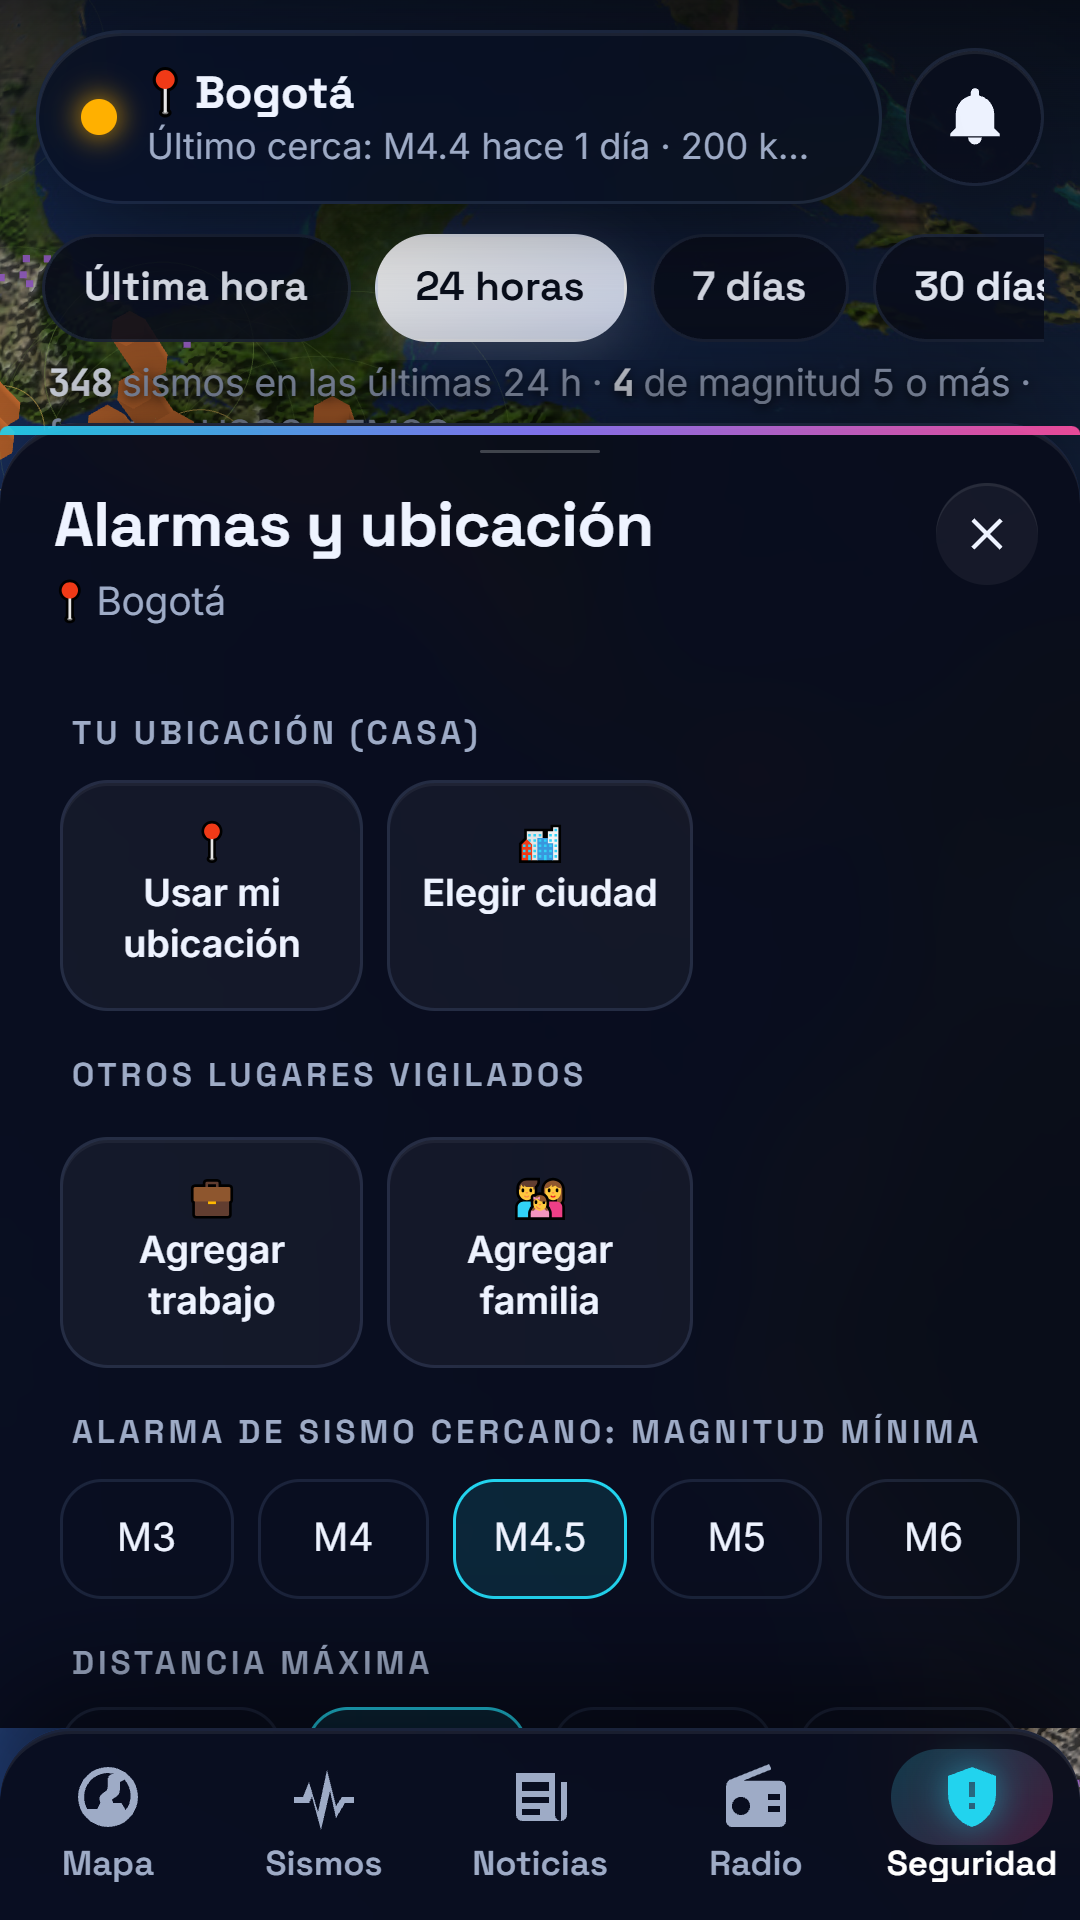 Bogotá
Último cerca: M4.4 hace 1 día · 200 k...
Última hora
24 horas
7 días
30 días
348 sismos en las últimas 24 h · 4 de magnitud 5 o más ·
Alarmas y ubicación
Bogotá
TU UBICACIÓN (CASA)
Usar mi
ubicación
Elegir ciudad
OTROS LUGARES VIGILADOS
Agregar
trabajo
Agregar
familia
ALARMA DE SISMO CERCANO: MAGNITUD MÍNIMA
M3
M4
M4.5
M5
M6
DISTANCIA MÁXIMA
Mapa
Sismos
Noticias
Radio
Seguridad